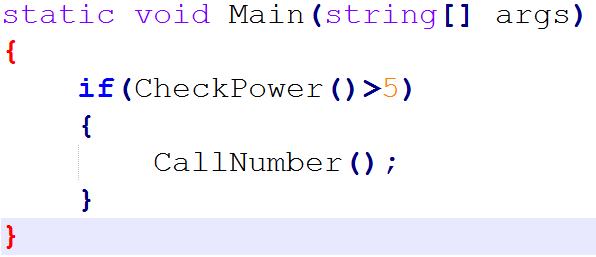 static void Main(string[] args)
{
    if(CheckPower()>5)
    {
        CallNumber();
    }
}